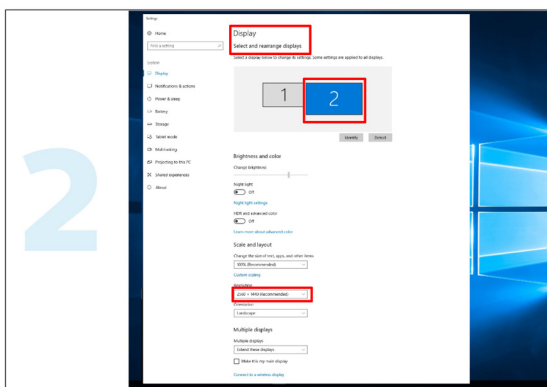 2
Settings
Home
Find a setting
System
Display
Notifications & actions
Power & sleep
Battery
Storage
Tablet mode
Multitasking
Projecting to this PC
Shared experiences
About
Display
Select and rearrange displays
Select a display below to change its settings. Some settings are applied to all displays.
1
2
Identify
Detect
Brightness and color
Change brightness
Night light
Off
Night light settings
HDR and advanced color
Off
Learn more about advanced color
Scale and layout
Change the size of text, apps, and other items
100% (Recommended)
Custom scaling
Resolution
2560 × 1440 (Recommended)
Orientation
Landscape
Multiple displays
Multiple displays
Extend these displays
Make this my main display
Connect to a wireless display